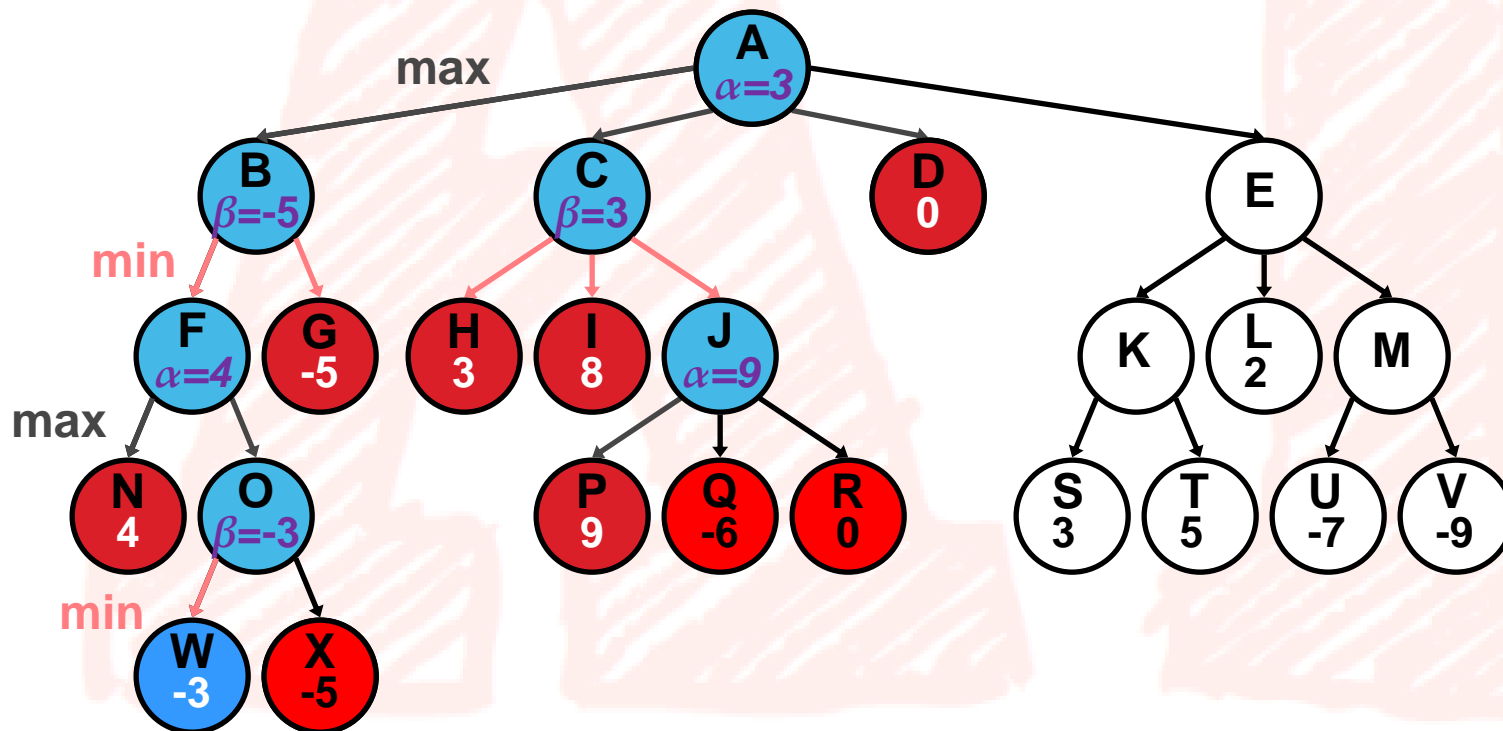 A
α=3
max
B
β=-5
C
β=3
D
0
E
min
F
α=4
G
-5
H
3
I
8
J
α=9
K
L
2
M
max
N
4
O
β=-3
P
9
Q
-6
R
0
S
3
T
5
U
-7
V
-9
min
W
-3
X
-5